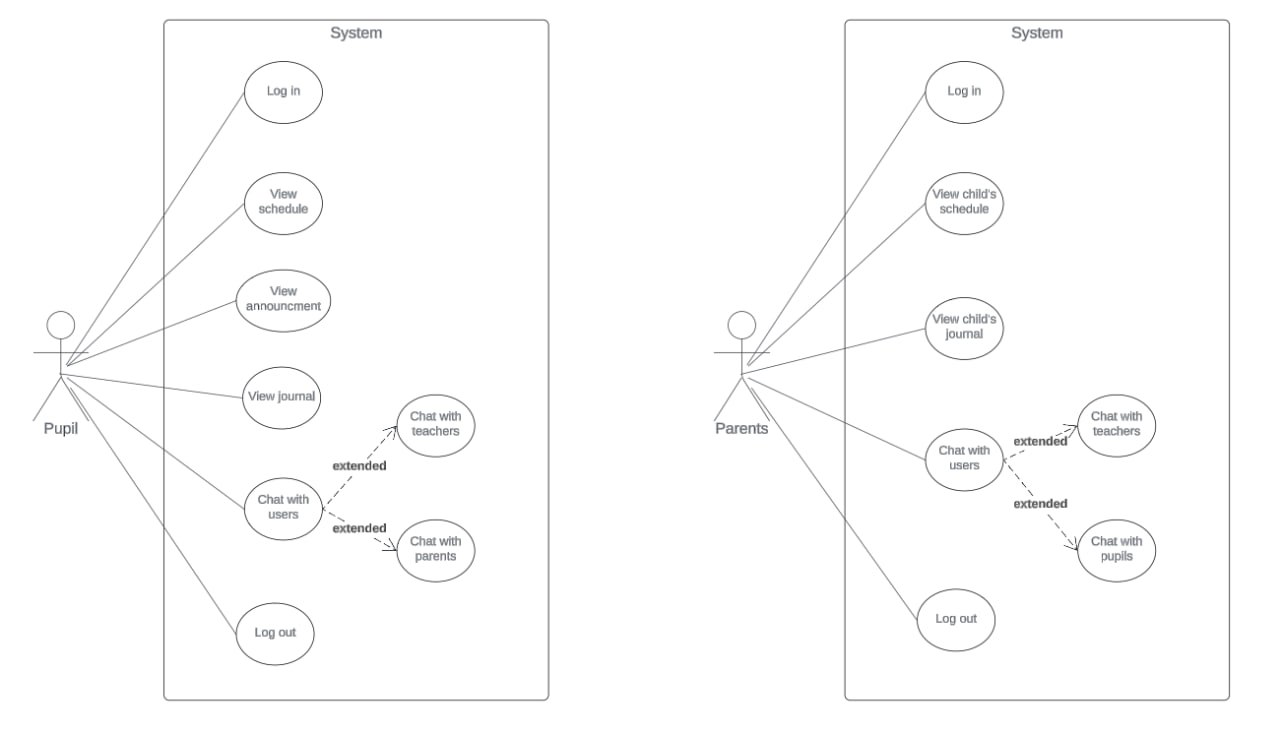 System
Log in
View
schedule
View
announcment
View journal
Pupil
Chat with
teachers
extended
Chat with
users
extended
Chat with
parents
Log out
System
Log in
View child's
schedule
View child's
journal
Parents
Chat with
teachers
extended
Chat with
users
extended
Chat with
pupils
Log out